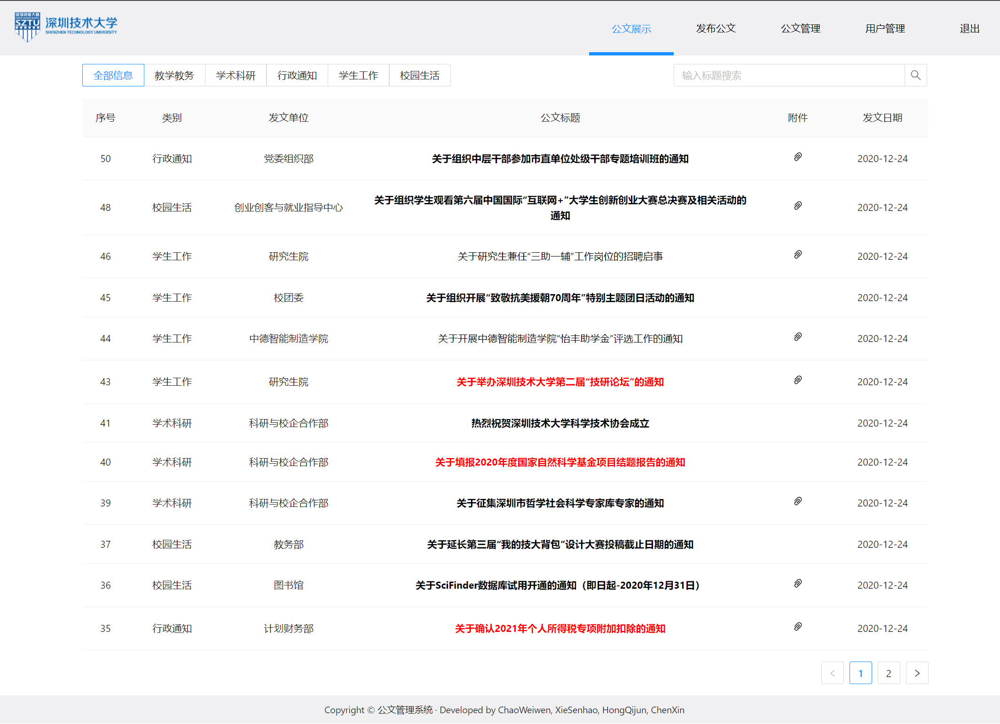 深圳技術大學
SZTU
深圳技术大学
SHENZHEN TECHNOLOGY UNIVERSITY
公文展示 发布公文 公文管理 用户管理 退出
全部信息 教学教务 学术科研 行政通知 学生工作 校园生活 输入标题搜索
序号 类别 发文单位 公文标题 附件 发文日期
50 行政通知 党委组织部 关于组织中层干部参加市直单位处级干部专题培训班的通知 2020-12-24
48 校园生活 创业创客与就业指导中心 关于组织学生观看第六届中国国际“互联网+”大学生创新创业大赛总决赛及相关活动的
通知 2020-12-24
46 学生工作 研究生院 关于研究生兼任“三助一辅”工作岗位的招聘启事 2020-12-24
45 学生工作 校团委 关于组织开展“致敬抗美援朝70周年”特别主题团日活动的通知 2020-12-24
44 学生工作 中德智能制造学院 关于开展中德智能制造学院“怡丰助学金”评选工作的通知 2020-12-24
43 学生工作 研究生院 关于举办深圳技术大学第二届“技研论坛”的通知 2020-12-24
41 学术科研 科研与校企合作部 热烈祝贺深圳技术大学科学技术协会成立 2020-12-24
40 学术科研 科研与校企合作部 关于填报2020年度国家自然科学基金项目结题报告的通知 2020-12-24
39 学术科研 科研与校企合作部 关于征集深圳市哲学社会科学专家库专家的通知 2020-12-24
37 校园生活 教务部 关于延长第三届“我的技大背包”设计大赛投稿截止日期的通知 2020-12-24
36 校园生活 图书馆 关于SciFinder数据库试用开通的通知（即日起-2020年12月31日） 2020-12-24
35 行政通知 计划财务部 关于确认2021年个人所得税专项附加扣除的通知 2020-12-24
< 1 2 >
Copyright © 公文管理系统 · Developed by ChaoWeiwen, XieSenhao, HongQijun, ChenXin